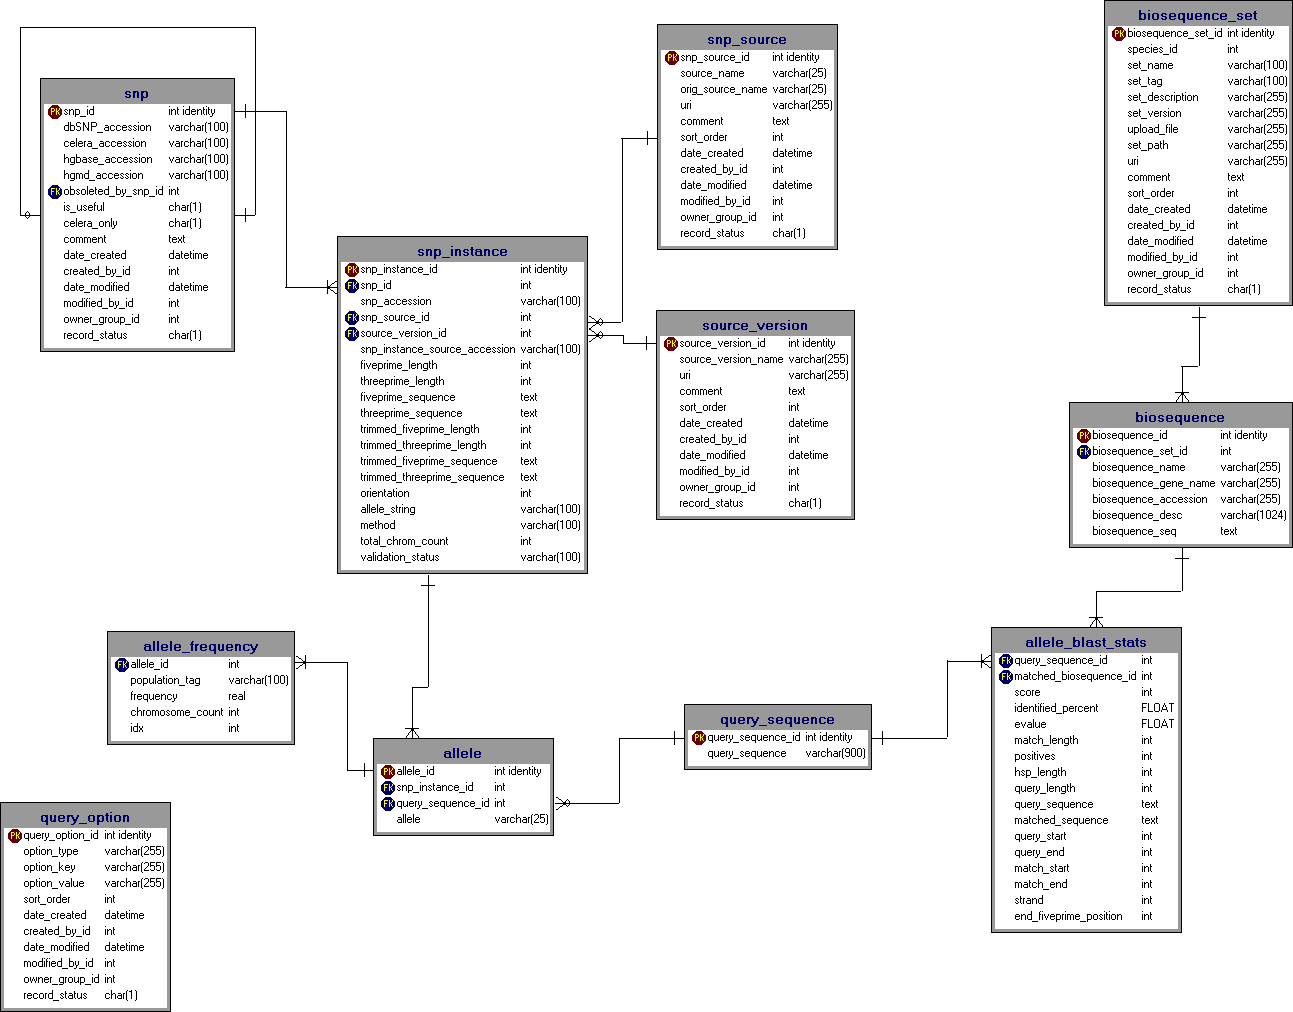 snp
Pk snp_id int identity
dbSNP_accession varchar(100)
celera_accession varchar(100)
hgbase_accession varchar(100)
hgmd_accession varchar(100)
Fk obsoleted_by_snp_id int
is_useful char(1)
celera_only char(1)
comment text
date_created datetime
created_by_id int
date_modified datetime
modified_by_id int
owner_group_id int
record_status char(1)
snp_source
Pk snp_source_id int identity
source_name varchar(25)
orig_source_name varchar(25)
uri varchar(255)
comment text
sort_order int
date_created datetime
created_by_id int
date_modified datetime
modified_by_id int
owner_group_id int
record_status char(1)
biosequence_set
Pk biosequence_set_id int identity
species_id int
set_name varchar(100)
set_tag varchar(100)
set_description varchar(255)
set_version varchar(255)
upload_file varchar(255)
set_path varchar(255)
uri varchar(255)
comment text
sort_order int
date_created datetime
created_by_id int
date_modified datetime
modified_by_id int
owner_group_id int
record_status char(1)
snp_instance
Pk snp_instance_id int identity
Fk snp_id int
snp_accession varchar(100)
Fk snp_source_id int
Fk source_version_id int
snp_instance_source_accession varchar(100)
fiveprime_length int
threeprime_length int
fiveprime_sequence text
threeprime_sequence text
trimmed_fiveprime_length int
trimmed_threeprime_length int
trimmed_fiveprime_sequence text
trimmed_threeprime_sequence text
orientation int
allele_string varchar(100)
method varchar(100)
total_chrom_count int
validation_status varchar(100)
source_version
Pk source_version_id int identity
source_version_name varchar(255)
uri varchar(255)
comment text
sort_order int
date_created datetime
created_by_id int
date_modified datetime
modified_by_id int
owner_group_id int
record_status char(1)
biosequence
Pk biosequence_id int identity
Fk biosequence_set_id int
biosequence_name varchar(255)
biosequence_gene_name varchar(255)
biosequence_accession varchar(255)
biosequence_desc varchar(1024)
biosequence_seq text
allele_frequency
Fk allele_id int
population_tag varchar(100)
frequency real
chromosome_count int
idx int
allele
Pk allele_id int identity
Fk snp_instance_id int
Fk query_sequence_id int
allele varchar(25)
query_sequence
Pk query_sequence_id int identity
query_sequence varchar(900)
allele_blast_stats
Fk query_sequence_id int
Fk matched_biosequence_id int
score int
identified_percent FLOAT
evalue FLOAT
match_length int
positives int
hsp_length int
query_length int
query_sequence text
matched_sequence text
query_start int
query_end int
match_start int
match_end int
strand int
end_fiveprime_position int
query_option
Pk query_option_id int identity
option_type varchar(255)
option_key varchar(255)
option_value varchar(255)
sort_order int
date_created datetime
created_by_id int
date_modified datetime
modified_by_id int
owner_group_id int
record_status char(1)